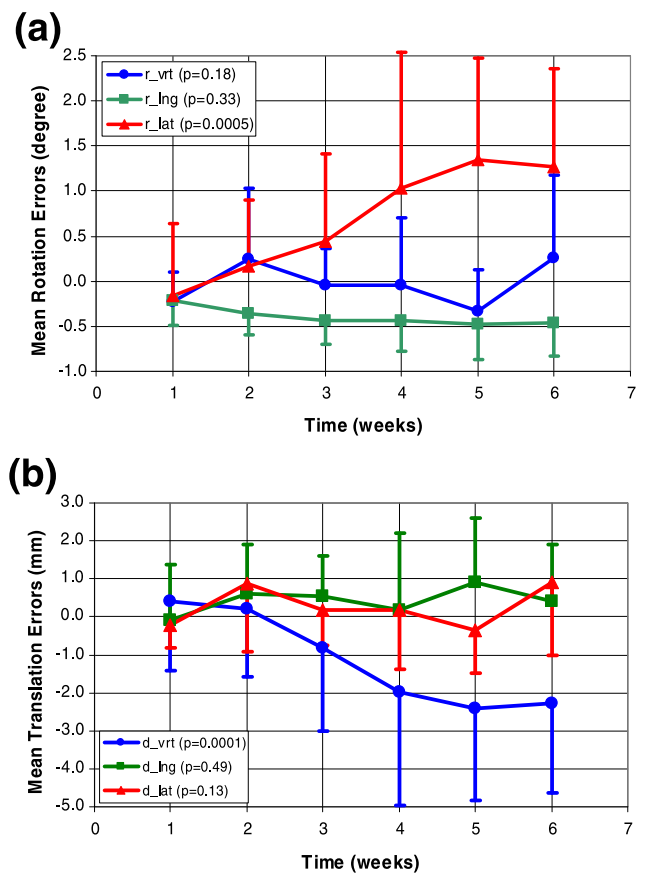 (a)
2.5
2.0
1.5
1.0
0.5
0.0
-0.5
-1.0
Mean Rotation Errors (degree)
r_vrt (p=0.18)
r_lng (p=0.33)
r_lat (p=0.0005)
0 1 2 3 4 5 6 7
Time (weeks)
(b)
3.0
2.0
1.0
0.0
-1.0
-2.0
-3.0
-4.0
-5.0
Mean Translation Errors (mm)
d_vrt (p=0.0001)
d_lng (p=0.49)
d_lat (p=0.13)
0 1 2 3 4 5 6 7
Time (weeks)